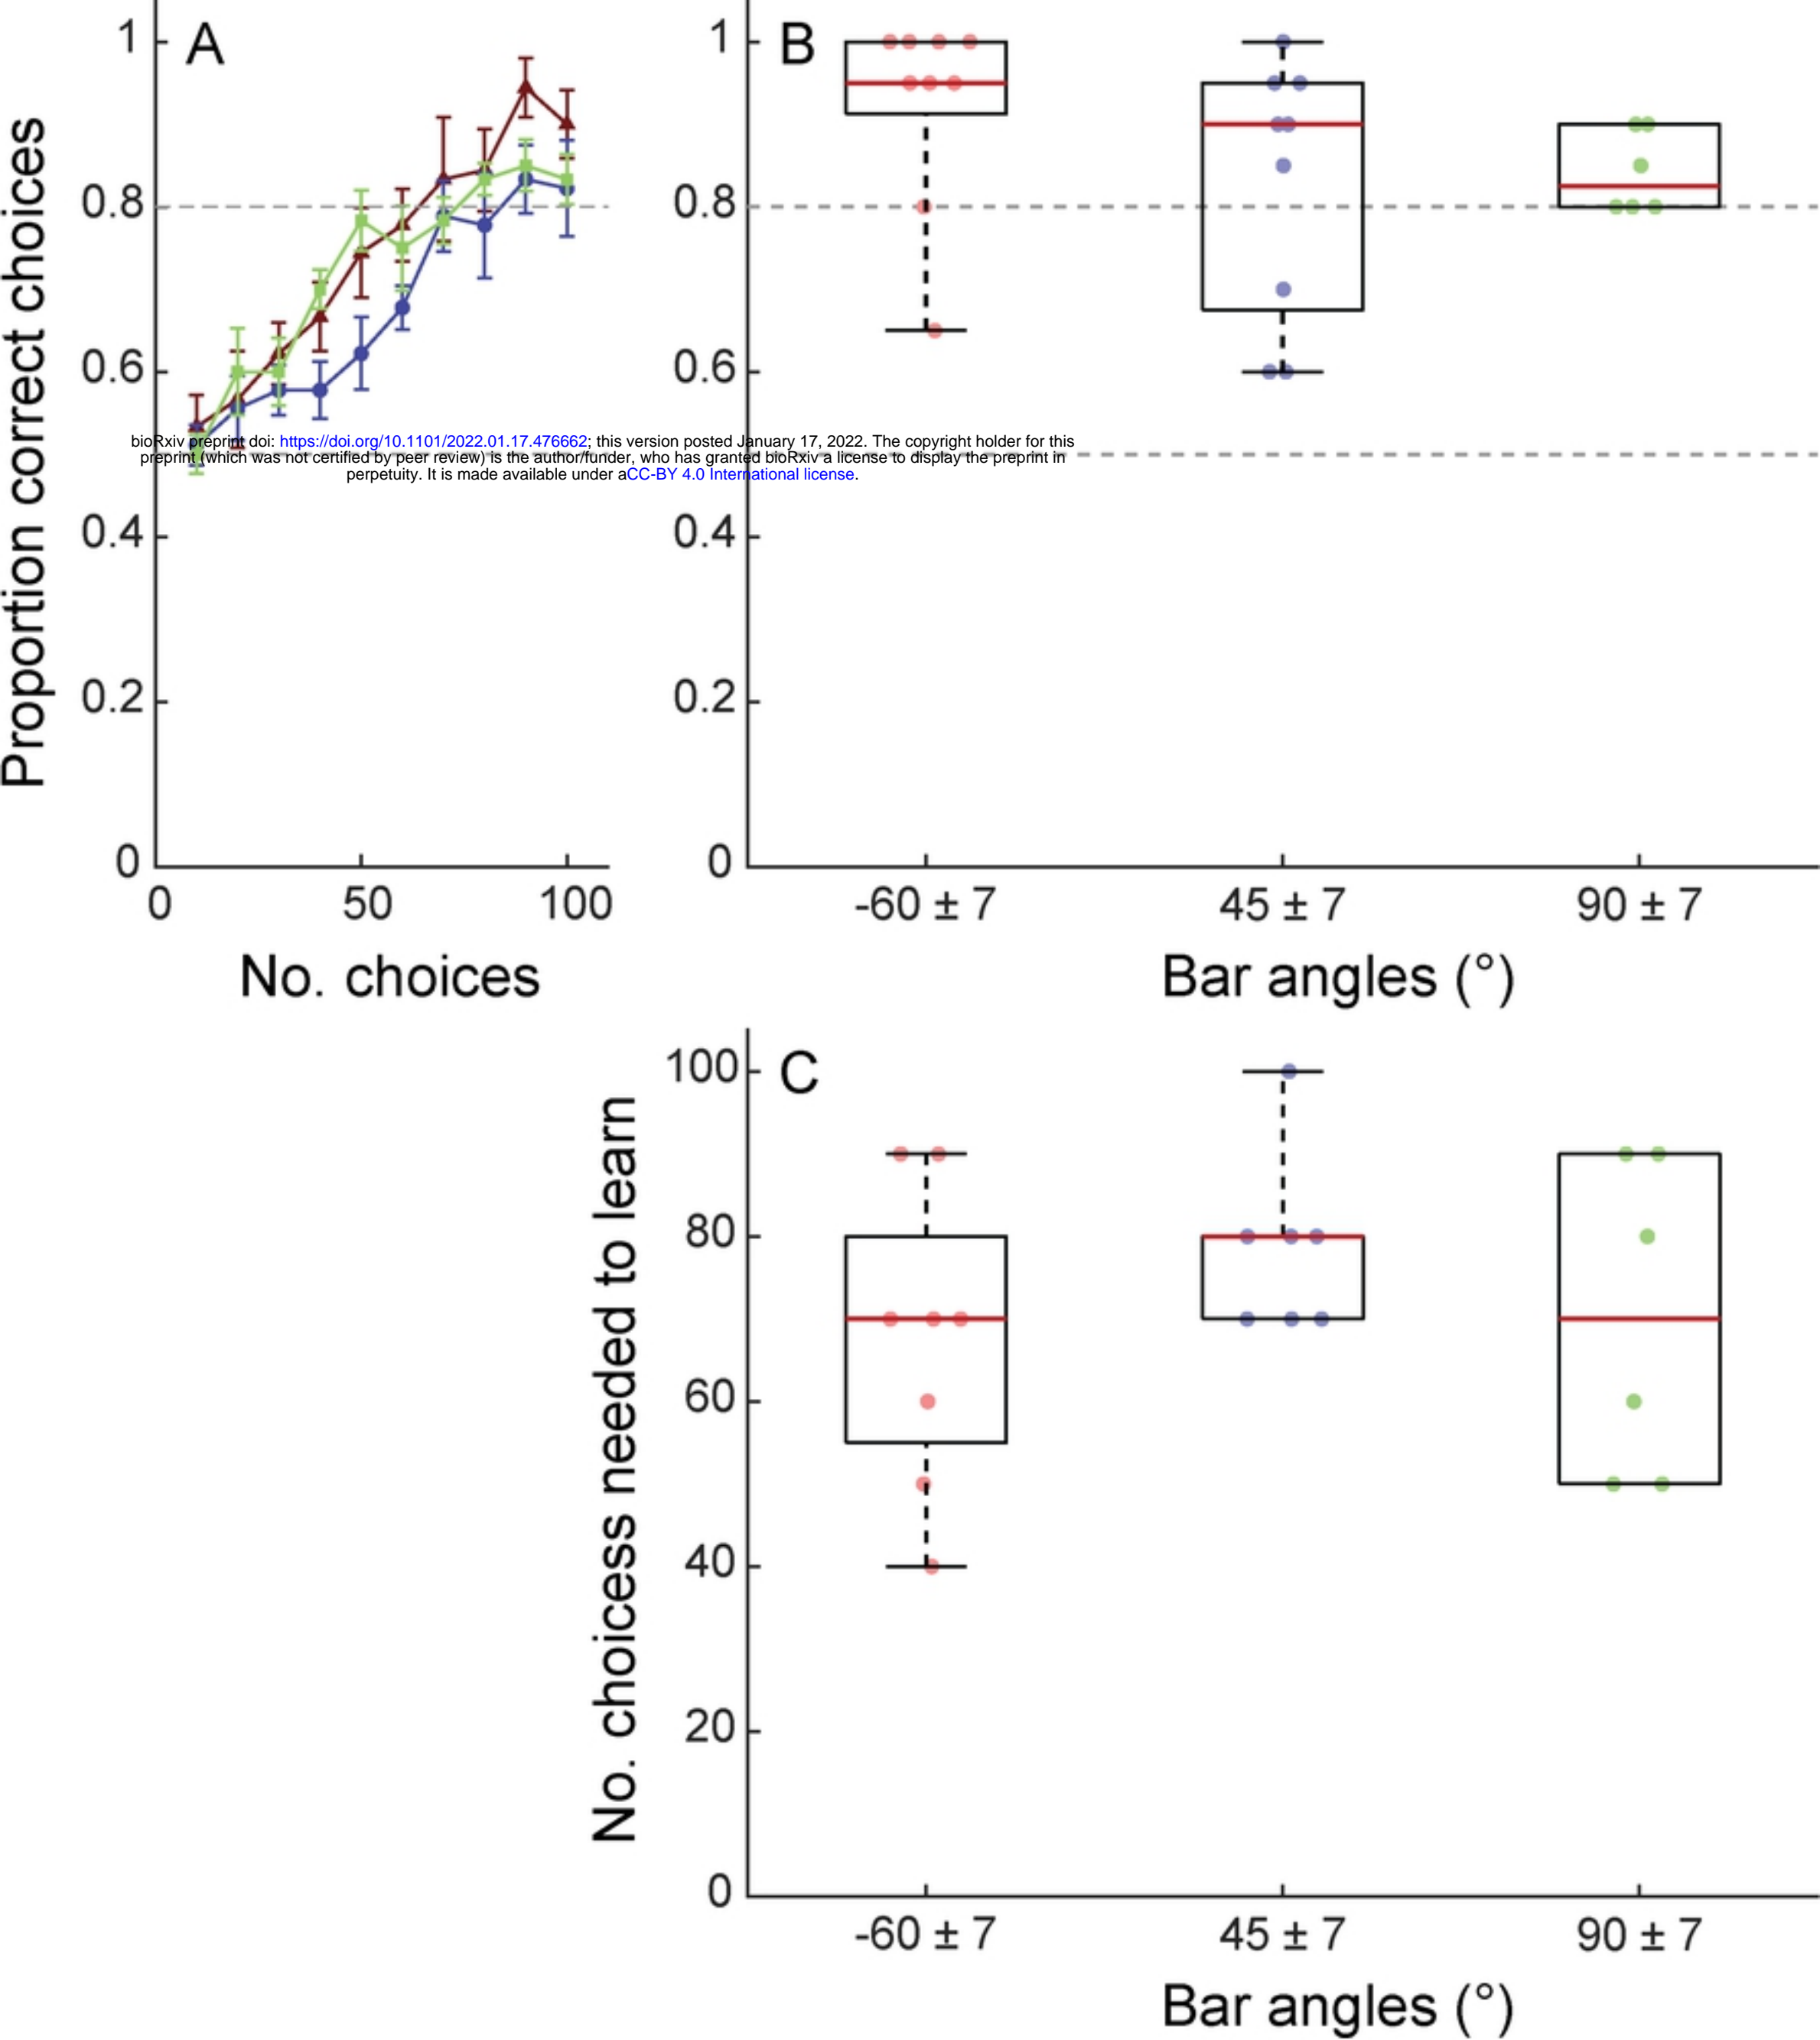 A
B
1
0.8
0.6
0.4
0.2
0
1
0.8
0.6
0.4
0.2
0
Proportion correct choices
bioRxiv preprint doi: https://doi.org/10.1101/2022.01.17.476662; this version posted January 17, 2022. The copyright holder for this
preprint (which was not certified by peer review) is the author/funder, who has granted bioRxiv a license to display the preprint in
perpetuity. It is made available under aCC-BY 4.0 International license.
0 50 100
-60 ± 7 45 ± 7 90 ± 7
No. choices
Bar angles (°)
C
100
80
60
40
20
0
No. choicess needed to learn
-60 ± 7 45 ± 7 90 ± 7
Bar angles (°)